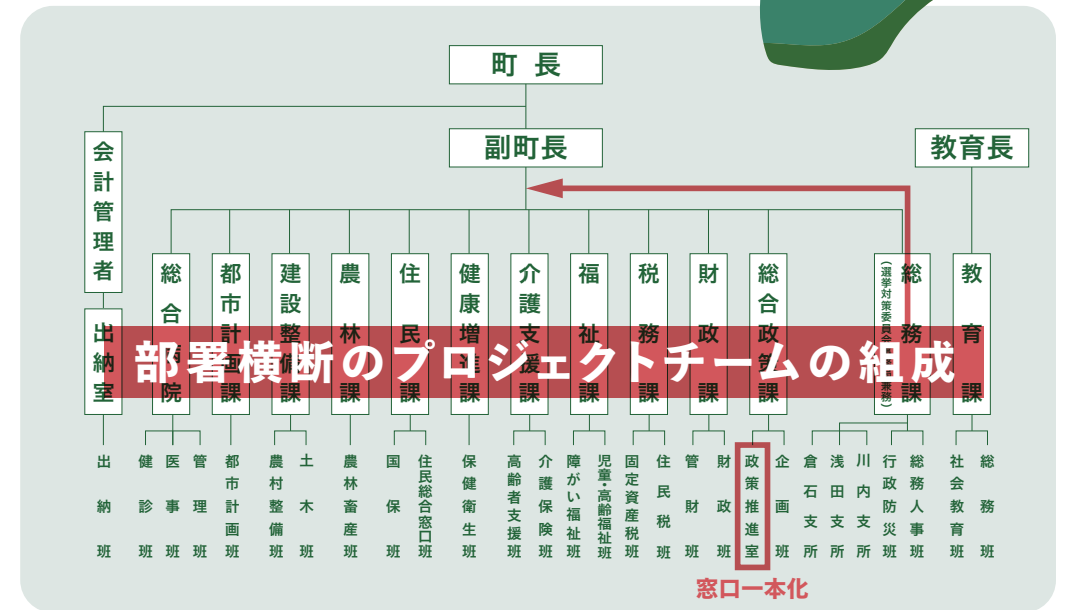 町長
副町長
教育長
会計管理者
出納室
総合
院
都市計画課
建設整備課
農林課
住民課
健康増進課
介護支援課
福祉課
税務課
財政課
総合政策課
総務課
(選挙対策委員会
兼務)
教育課
部署横断のプロジェクトチームの組成
出納班
健診班
医事班
管理班
都市計画班
農村整備班
土木班
農林畜産班
国保班
住民総合窓口班
保健衛生班
高齢者支援班
介護保険班
障がい福祉班
児童・高齢福祉班
固定資産税班
住民税班
管財班
財政班
政策推進室
企画班
倉石支所
浅田支所
川内支所
行政防災班
総務人事班
社会教育班
総務班
窓口一本化